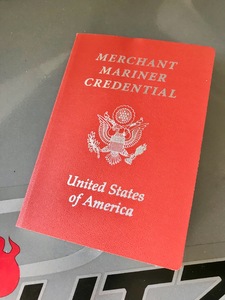 MERCHANT
MARINER
CREDENTIAL
United States
of America